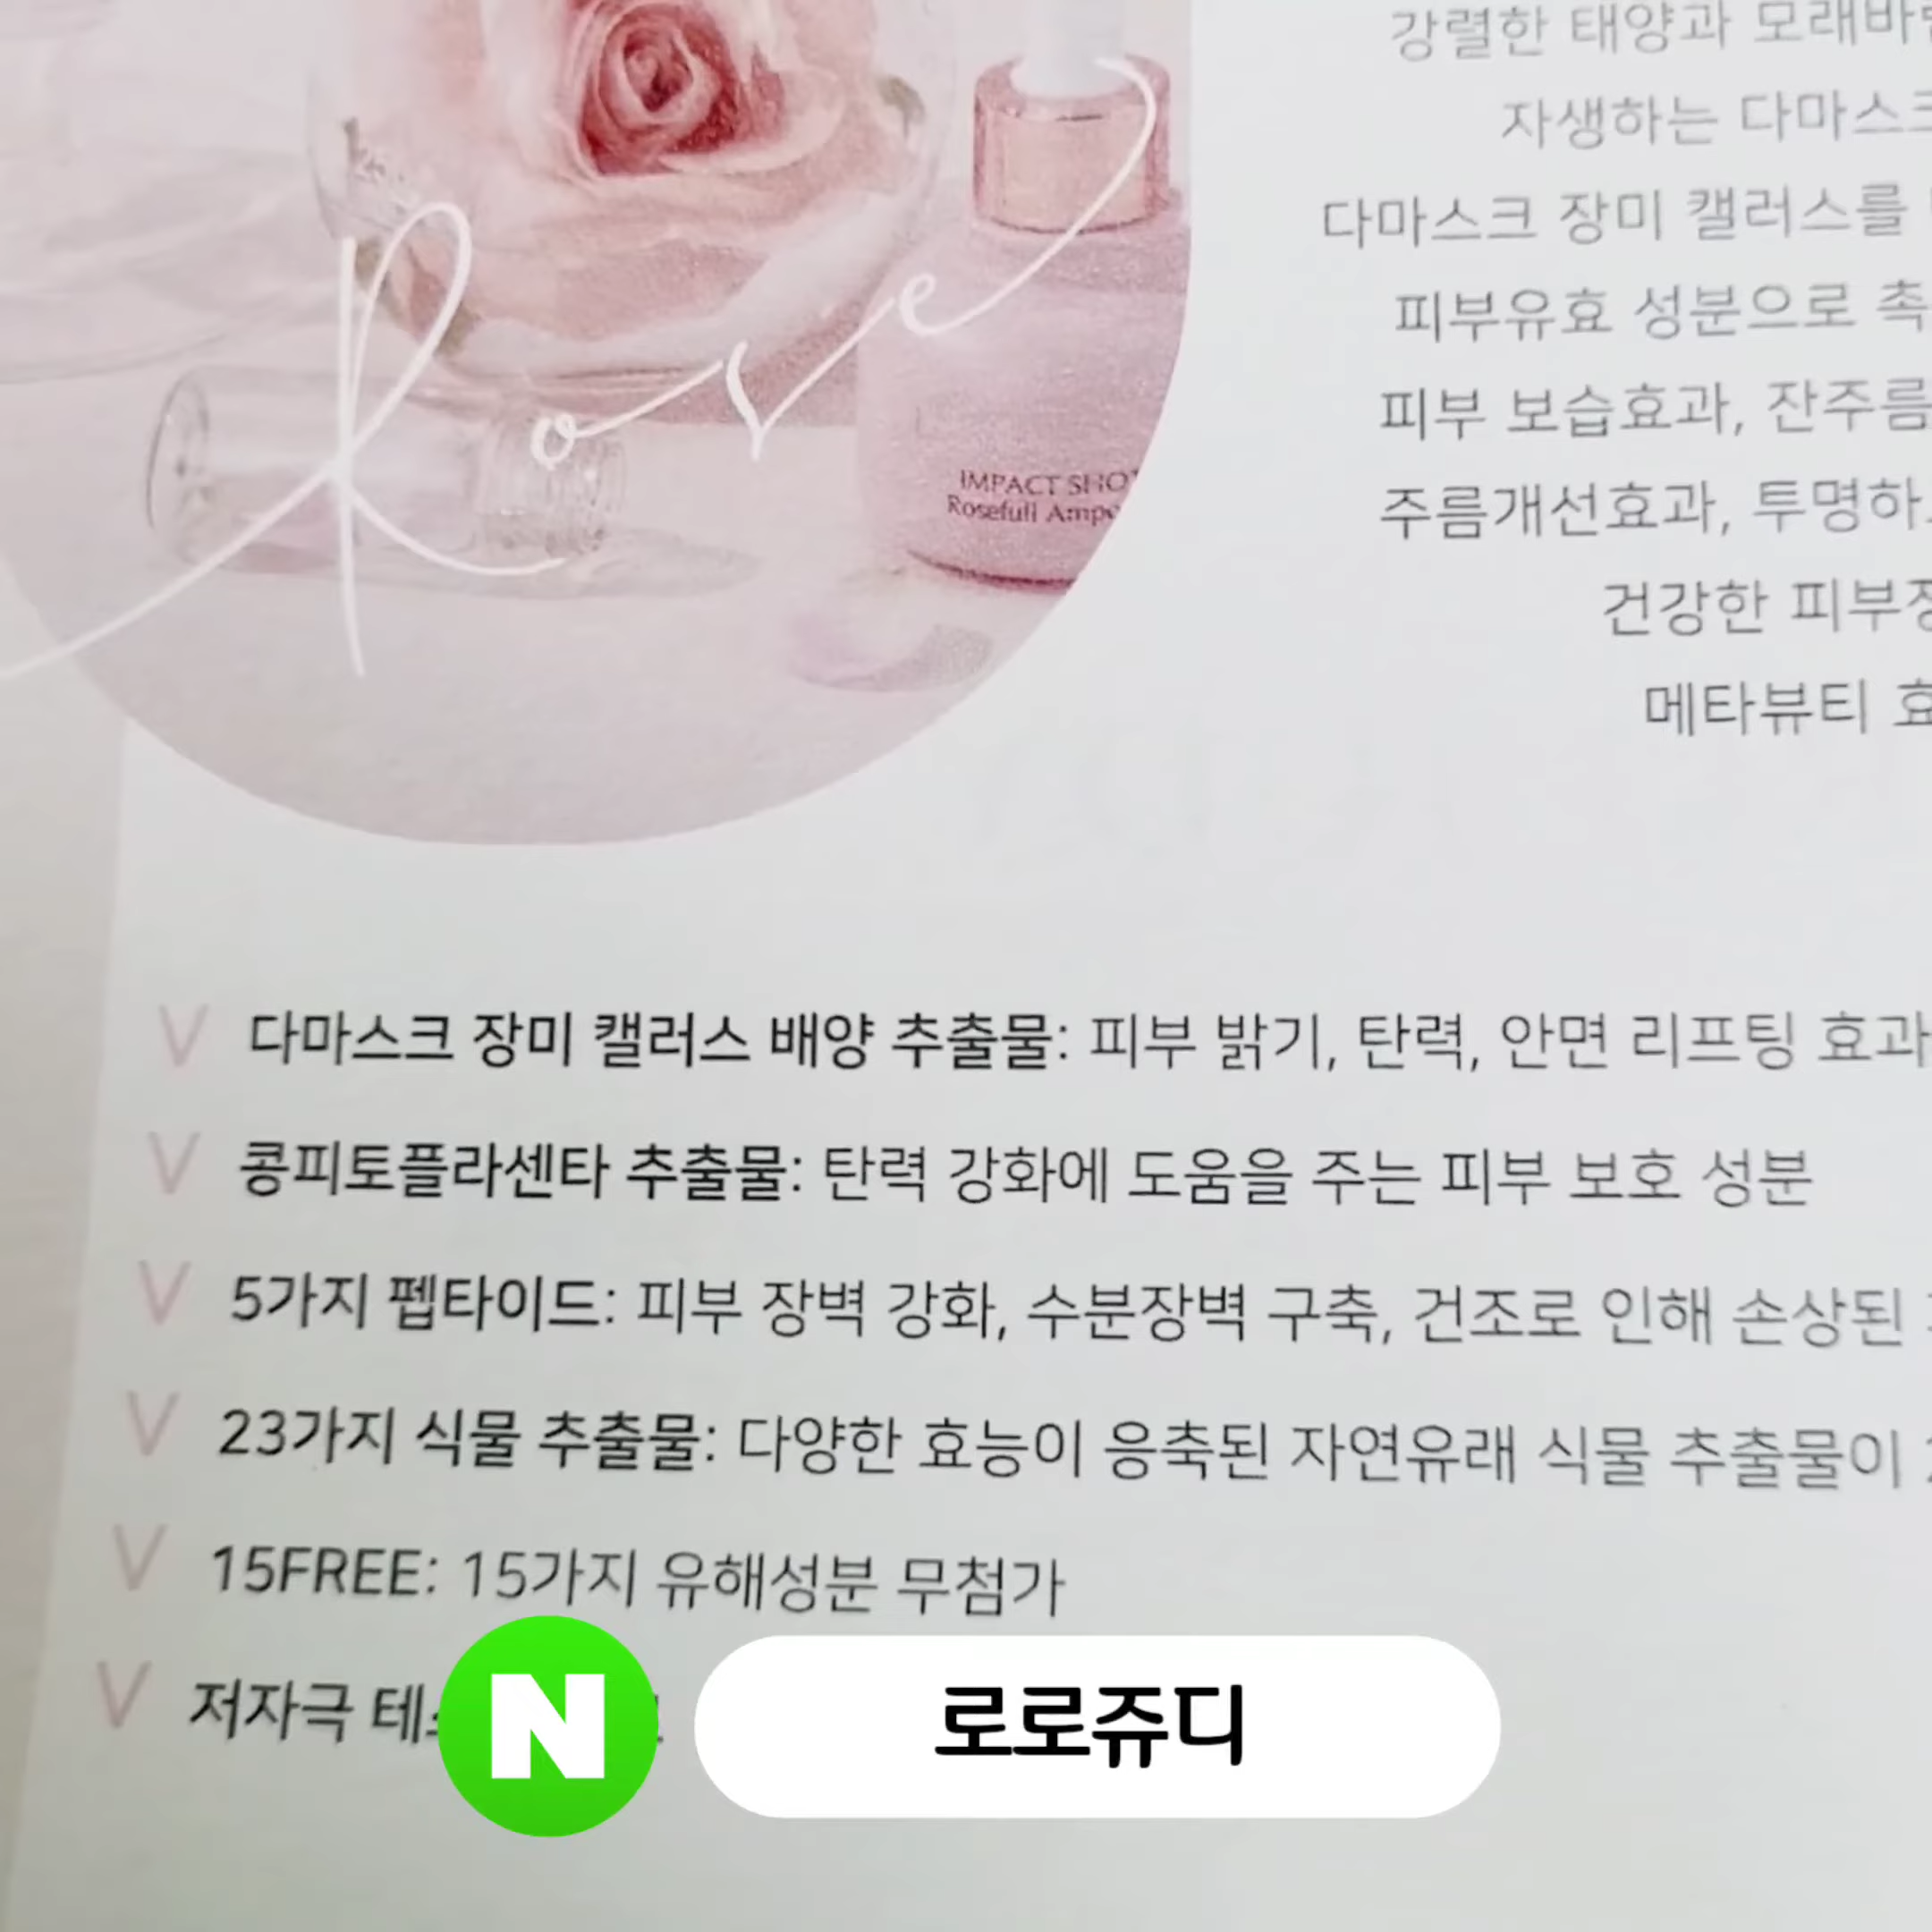 Rose
IMPACT SHOT
Rosefull
강렬한 태양과
자생하는 다마스크
다마스크 장미 캘러스를
피부유효 성분으로
피부 보습효과, 잔주름
주름개선효과,
건강한
메타뷰티
다마스크 장미 캘러스 배양 추출물: 피부 밝기, 탄력, 안면 리프팅 효과
콩피토플라센타 추출물: 탄력 강화에 도움을 주는 피부 보호 성분
5가지 펩타이드: 피부 장벽 강화, 수분장벽 구축, 건조로 인해 손상된
23가지 식물 추출물: 다양한 효능이 응축된 자연유래 식물 추출물이
15FREE: 15가지 유해성분 무첨가
저자극
N
로로쥬디